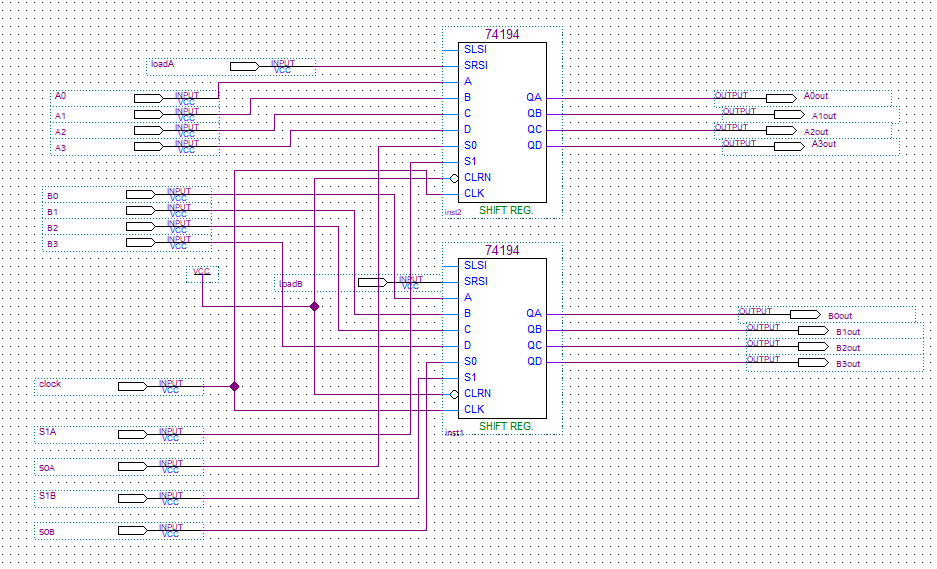 74194
SLSI
loadA INPUT VCC SRSI
A
A0 INPUT VCC B QA OUTPUT A0out
A1 INPUT VCC C QB OUTPUT A1out
A2 INPUT VCC D QC OUTPUT A2out
A3 INPUT VCC S0 QD OUTPUT A3out
S1
CLRN
B0 INPUT VCC CLK
B1 INPUT VCC inst2 SHIFT REG.
B2 INPUT VCC
B3 INPUT VCC
74194
VCC SLSI
loadB INPUT VCC SRSI
A
B QA OUTPUT B0out
C QB OUTPUT B1out
D QC OUTPUT B2out
S0 QD OUTPUT B3out
S1
clock INPUT VCC
CLRN
CLK
S1A INPUT VCC inst1 SHIFT REG.
S0A INPUT VCC
S1B INPUT VCC
S0B INPUT VCC